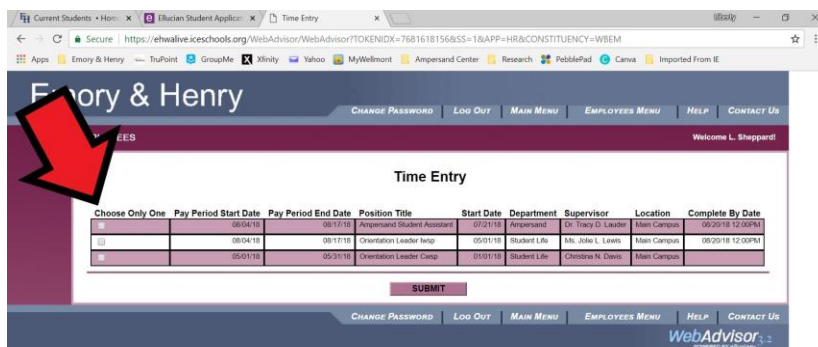 Current Students • Hom
Ellucian Student Applicat
Time Entry
Secure https://ehwalive.iceschools.org/WebAdvisor/WebAdvisor?TOKENIDX=7681618156&SS=1&APP=HR&CONSTITUENCY=WBEM
Apps Emory & Henry TruPoint GroupMe Xfinity Yahoo MyWellmont Ampersand Center Research PebblePad Canva Imported From IE
ory & Henry
CHANGE PASSWORD LOG OUT MAIN MENU EMPLOYEES MENU HELP CONTACT US
EES Welcome L. Sheppard!
Time Entry
Choose Only One Pay Period Start Date Pay Period End Date Position Title Start Date Department Supervisor Location Complete By Date
08/04/18 08/17/18 Ampersand Student Assistant 07/21/18 Ampersand Dr. Tracy D. Lauder Main Campus 08/20/18 12:00PM
08/04/18 08/17/18 Orientation Leader Iwsp 05/01/18 Student Life Ms. Jolie L. Lewis Main Campus 08/20/18 12:00PM
05/01/18 05/31/18 Orientation Leader Cwsp 01/01/18 Student Life Christina N. Davis Main Campus
SUBMIT
CHANGE PASSWORD LOG OUT MAIN MENU EMPLOYEES MENU HELP CONTACT US
WebAdvisor 3.2